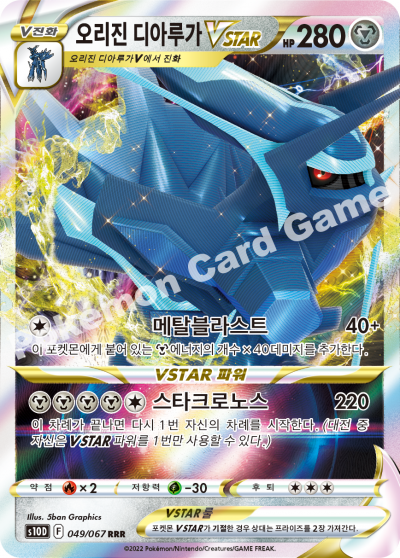 V진화
오리진 디아루가 VSTAR HP 280
오리진 디아루가V에서 진화
Pokémon Card Game
메탈블라스트 40+
이 포켓몬에게 붙어 있는 에너지의 개수 × 40데미지를 추가한다.
VSTAR 파워
스타크로노스 220
이 차례가 끝나면 다시 1번 자신의 차례를 시작한다. (대전 중
자신은 VSTAR 파워를 1번만 사용할 수 있다.)
약점 ×2 저항력 -30 후퇴
Illus. 5ban Graphics
VSTAR 룰
s10D F 049/067 RRR
포켓몬 VSTAR가 기절한 경우 상대는 프라이즈를 2장 가져간다.
©2022 Pokémon/Nintendo/Creatures/GAME FREAK.